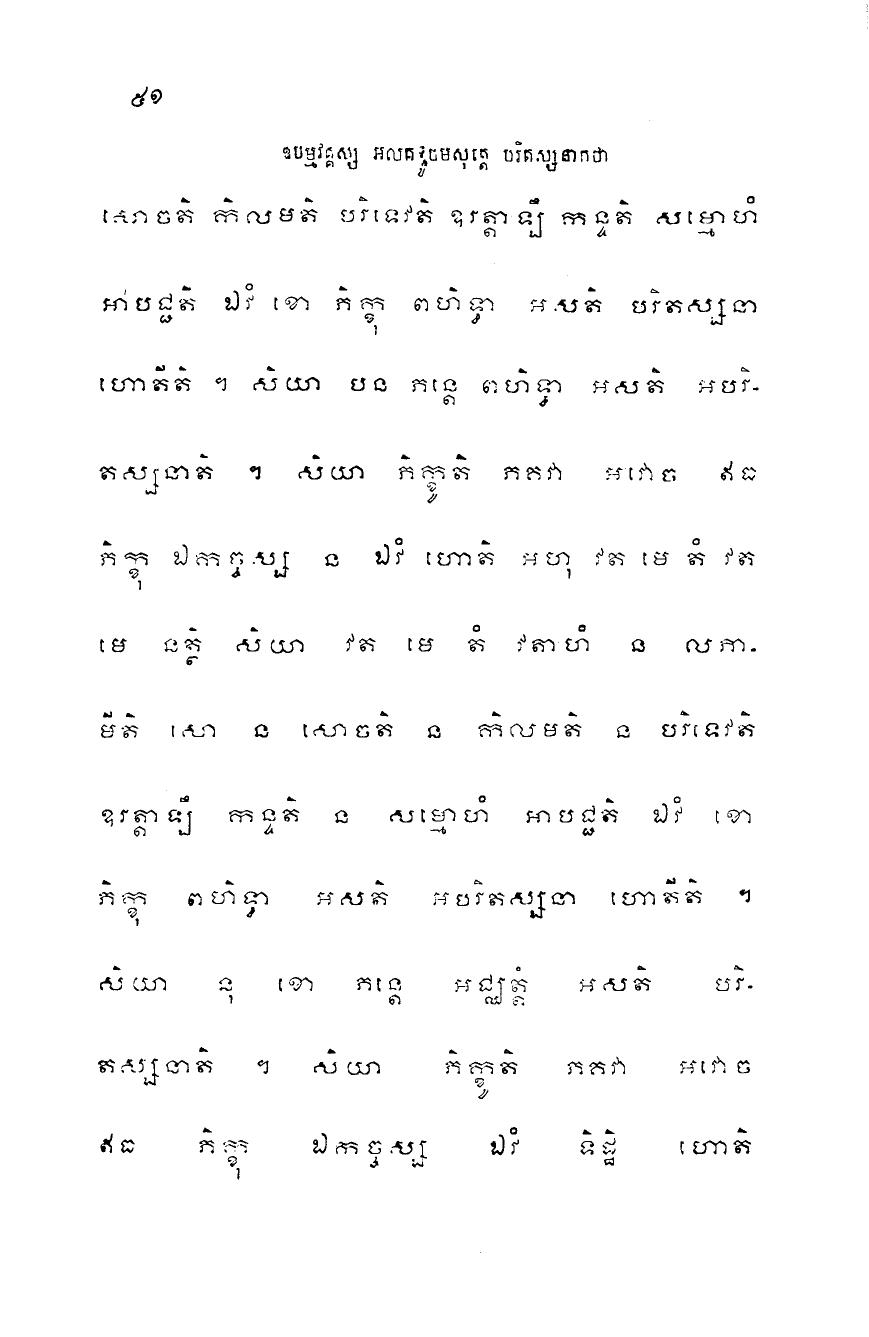 ៥១
ឧបម្មវគ្គស្ស អលគទ្ទូចមសុត្តេ បរិតស្សនាកថា
សោចតិ កិលមតិ បរិទេវតិ ឧរត្តាឡឹ កន្ទតិ សម្មោហំ
អាបជ្ជតិ ឯវំ ខោ ភិក្ខុ ពហិទ្ធា អសតិ បរិតស្សនា
ហោតីតិ ។ សិយា បន ភន្តេ ពហិទ្ធា អសតិ អបរិ-
តស្សនាតិ ។ សិយា ភិក្ខូតិ ភគវា អវោច ឥធ
ភិក្ខុ ឯកច្ចស្ស ន ឯវំ ហោតិ អហុ វត មេ តំ វត
មេ នត្ថិ សិយា វត មេ តំ វតាហំ ន លភា-
មីតិ សោ ន សោចតិ ន កិលមតិ ន បរិទេវតិ
ឧរត្តាឡឹ កន្ទតិ ន សម្មោហំ អាបជ្ជតិ ឯវំ ខោ
ភិក្ខុ ពហិទ្ធា អសតិ អបរិតស្សនា ហោតីតិ ។
សិយា នុ ខោ ភន្តេ អជ្ឈត្តំ អសតិ បរិ-
តស្សនាតិ ។ សិយា ភិក្ខូតិ ភគវា អវោច
ឥធ ភិក្ខុ ឯកច្ចស្ស ឯវំ ទិដ្ឋិ ហោតិ